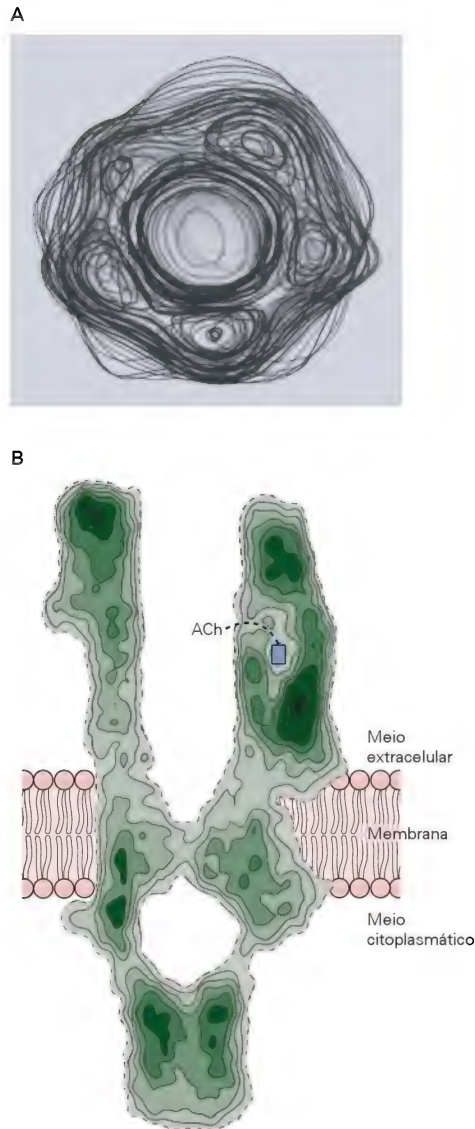 A
B
ACh
Meio
extracelular
Membrana
Meio
citoplasmático